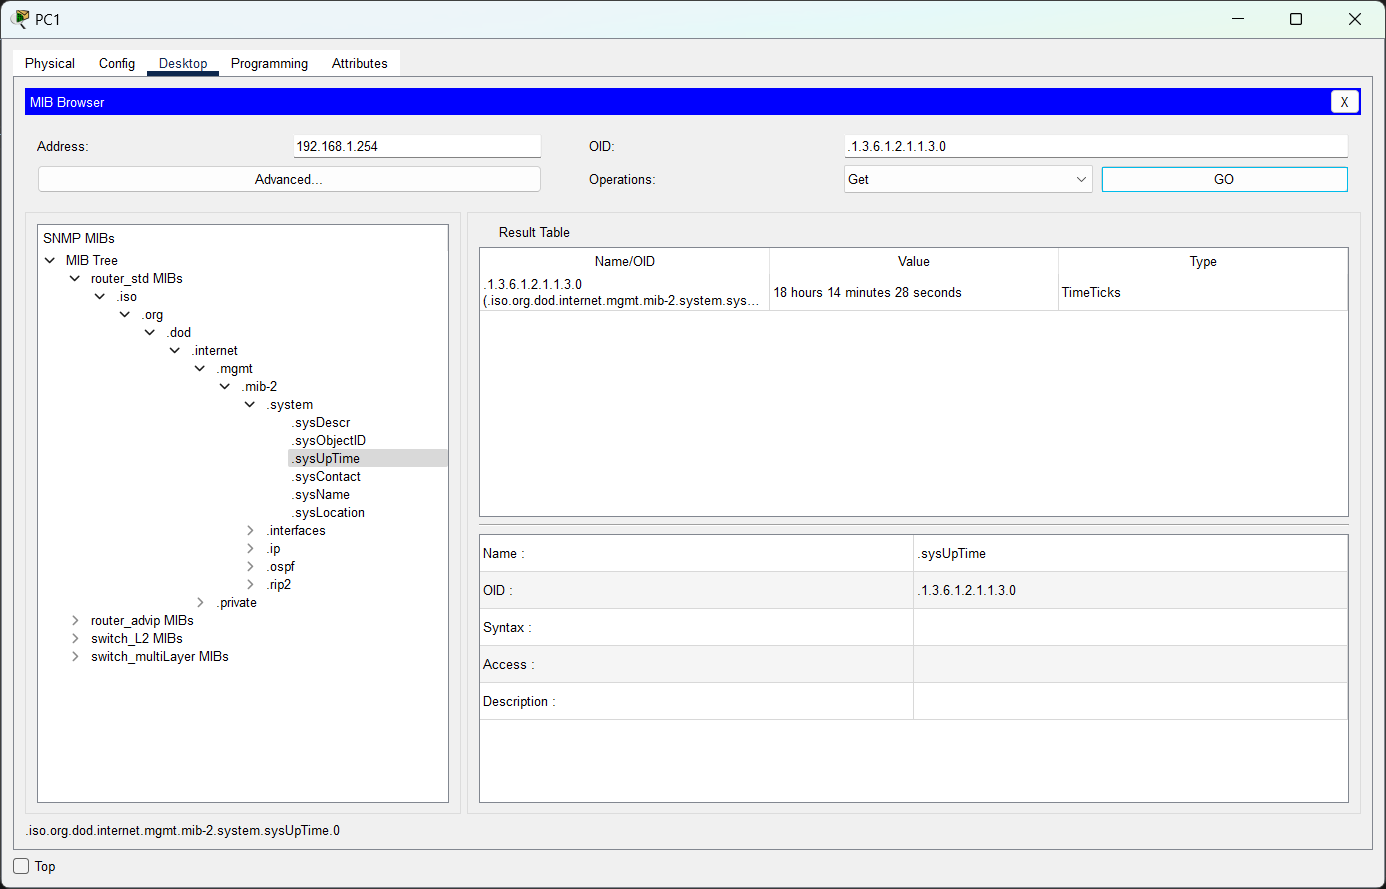 PC1
Physical Config Desktop Programming Attributes
MIB Browser X
Address: 192.168.1.254 OID: .1.3.6.1.2.1.1.3.0
Advanced... Operations: Get GO
SNMP MIBs
MIB Tree
router_std MIBs
.iso
.org
.dod
.internet
.mgmt
.mib-2
.system
.sysDescr
.sysObjectID
.sysUpTime
.sysContact
.sysName
.sysLocation
.interfaces
.ip
.ospf
.rip2
.private
router_advip MIBs
switch_L2 MIBs
switch_multiLayer MIBs
Result Table
Name/OID Value Type
.1.3.6.1.2.1.1.3.0
(.iso.org.dod.internet.mgmt.mib-2.system.sys... 18 hours 14 minutes 28 seconds TimeTicks
Name : .sysUpTime
OID : .1.3.6.1.2.1.1.3.0
Syntax :
Access :
Description :
.iso.org.dod.internet.mgmt.mib-2.system.sysUpTime.0
Top